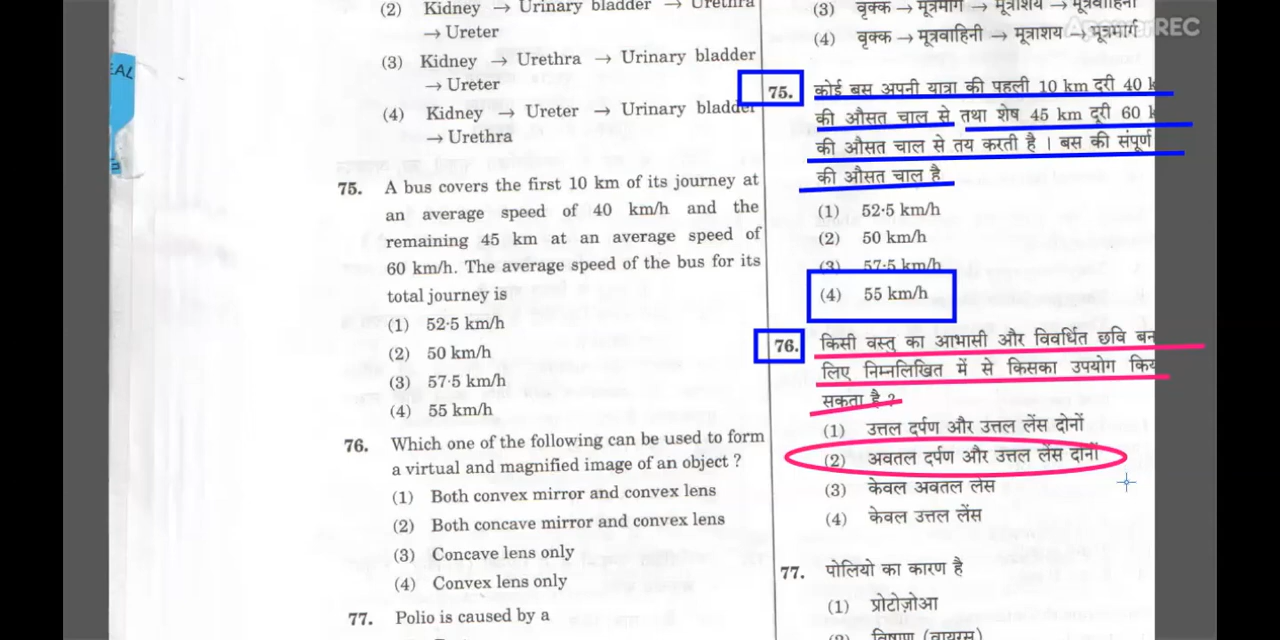 (2) Kidney → Urinary bladder → Urethra
→ Ureter
(3) Kidney → Urethra → Urinary bladder
→ Ureter
(4) Kidney → Ureter → Urinary bladder
→ Urethra
75. A bus covers the first 10 km of its journey at
an average speed of 40 km/h and the
remaining 45 km at an average speed of
60 km/h. The average speed of the bus for its
total journey is
(1) 52·5 km/h
(2) 50 km/h
(3) 57·5 km/h
(4) 55 km/h
76. Which one of the following can be used to form
a virtual and magnified image of an object ?
(1) Both convex mirror and convex lens
(2) Both concave mirror and convex lens
(3) Concave lens only
(4) Convex lens only
77. Polio is caused by a
(3) वृक्क → मूत्रमार्ग → मूत्राशय → मूत्रवाहिनी
(4) वृक्क → मूत्रवाहिनी → मूत्राशय → मूत्रमार्ग
75. कोई बस अपनी यात्रा की पहली 10 km दूरी 40 k
की औसत चाल से तथा शेष 45 km दूरी 60 k
की औसत चाल से तय करती है । बस की संपूर्ण
की औसत चाल है
(1) 52·5 km/h
(2) 50 km/h
(3) 57·5 km/h
(4) 55 km/h
76. किसी वस्तु का आभासी और विवर्धित छवि बन
लिए निम्नलिखित में से किसका उपयोग किय
सकता है ?
(1) उत्तल दर्पण और उत्तल लेंस दोनों
(2) अवतल दर्पण और उत्तल लेंस दोनों
(3) केवल अवतल लेंस
(4) केवल उत्तल लेंस
77. पोलियो का कारण है
(1) प्रोटोज़ोआ
(2) विषाणु (वायरस)